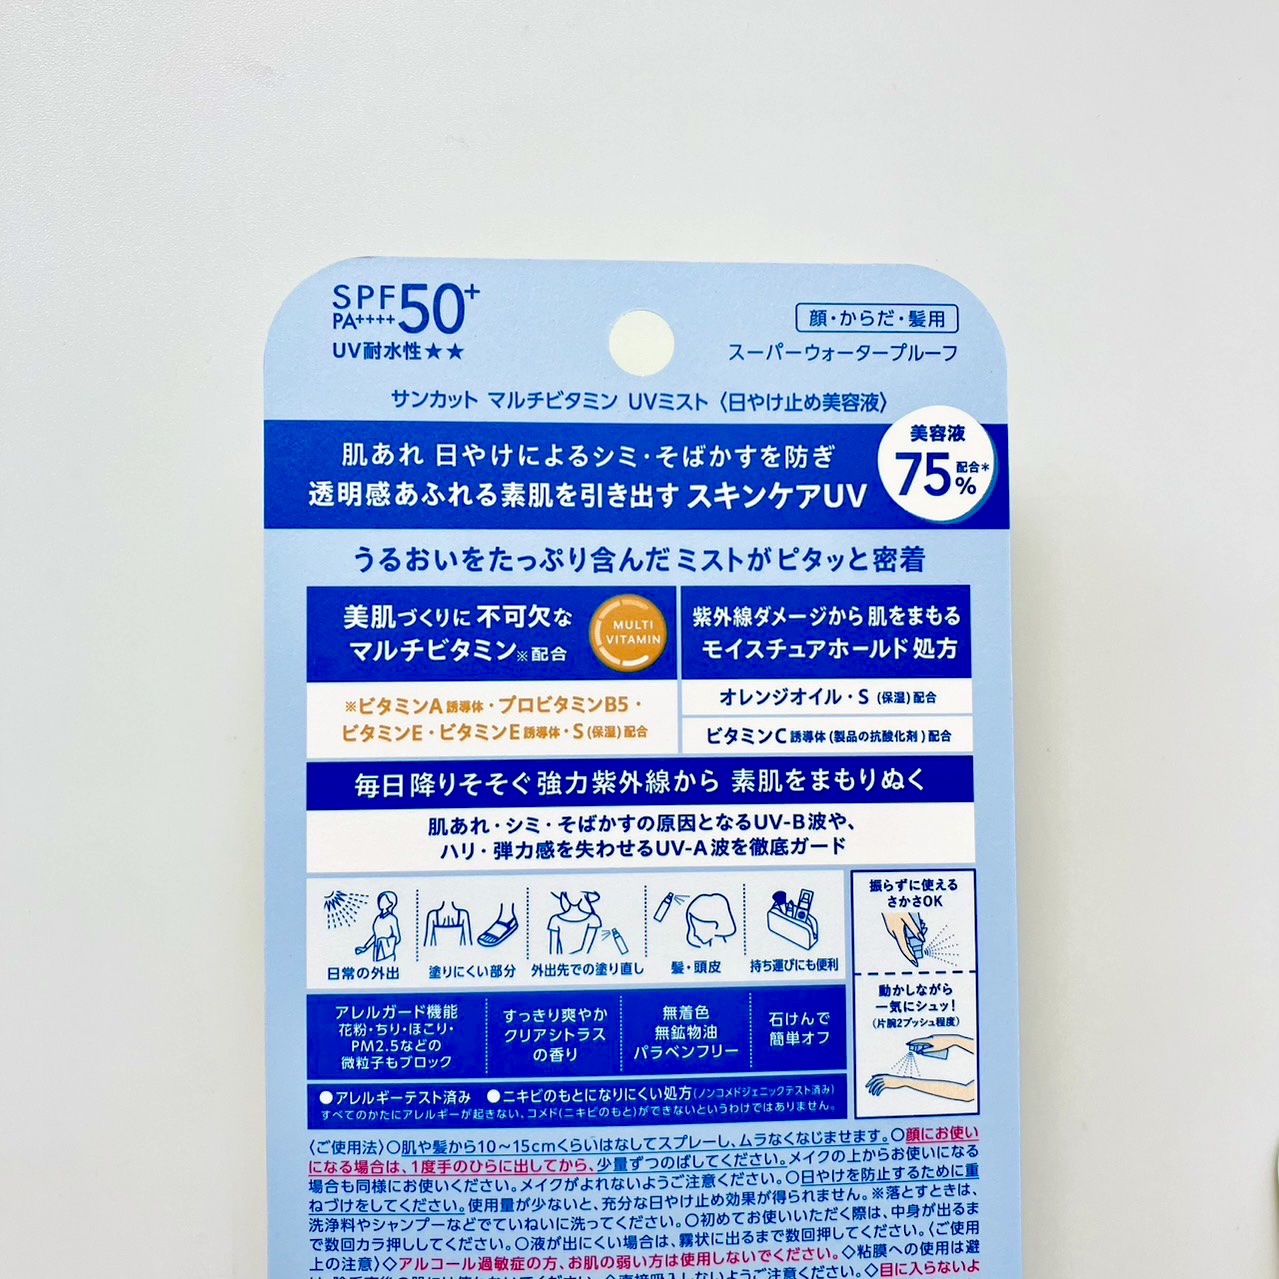 SPF50+
PA++++
UV耐水性★★
顔・からだ・髪用
スーパーウォータープルーフ
サンカット マルチビタミン UVミスト〈日やけ止め美容液〉
肌あれ 日やけによるシミ・そばかすを防ぎ
透明感あふれる素肌を引き出す スキンケアUV
美容液
75%配合*
うるおいをたっぷり含んだミストがピタッと密着
美肌づくりに不可欠な
マルチビタミン※配合
MULTI
VITAMIN
※ビタミンA誘導体・プロビタミンB5・
ビタミンE・ビタミンE誘導体・S(保湿)配合
紫外線ダメージから肌をまもる
モイスチュアホールド処方
オレンジオイル・S(保湿)配合
ビタミンC誘導体(製品の抗酸化剤)配合
毎日降りそそぐ強力紫外線から 素肌をまもりぬく
肌あれ・シミ・そばかすの原因となるUV-B波や、
ハリ・弾力感を失わせるUV-A波を徹底ガード
日常の外出
塗りにくい部分
外出先での塗り直し
髪・頭皮
持ち運びにも便利
振らずに使える
さかさOK
動かしながら
一気にシュッ!
(片腕2プッシュ程度)
アレルガード機能
花粉・ちり・ほこり・
PM2.5などの
微粒子もブロック
すっきり爽やか
クリアシトラス
の香り
無着色
無鉱物油
パラベンフリー
石けんで
簡単オフ
●アレルギーテスト済み ●ニキビのもとになりにくい処方(ノンコメドジェニックテスト済み)
すべてのかたにアレルギーが起きない、コメド(ニキビのもと)ができないというわけではありません。
〈ご使用法〉○肌や髪から10〜15cmくらいはなしてスプレーし、ムラなくなじませます。○顔にお使い
になる場合は、1度手のひらに出してから、少量ずつのばしてください。メイクの上からお使いになる
場合も同様にお使いください。メイクがよれないようご注意ください。○日やけを防止するために重
ねづけをしてください。使用量が少ないと、充分な日やけ止め効果が得られません。※落とすときは、
洗浄料やシャンプーなどでていねいに洗ってください。○初めてお使いいただく際は、中身が出るま
で数回カラ押ししてください。○液が出にくい場合は、霧状に出るまで数回押してください。〈ご使用
上の注意〉◇アルコール過敏症の方、お肌の弱い方は使用しないでください。◇粘膜への使用は避
ようご注意ください。◇目に入らないよ